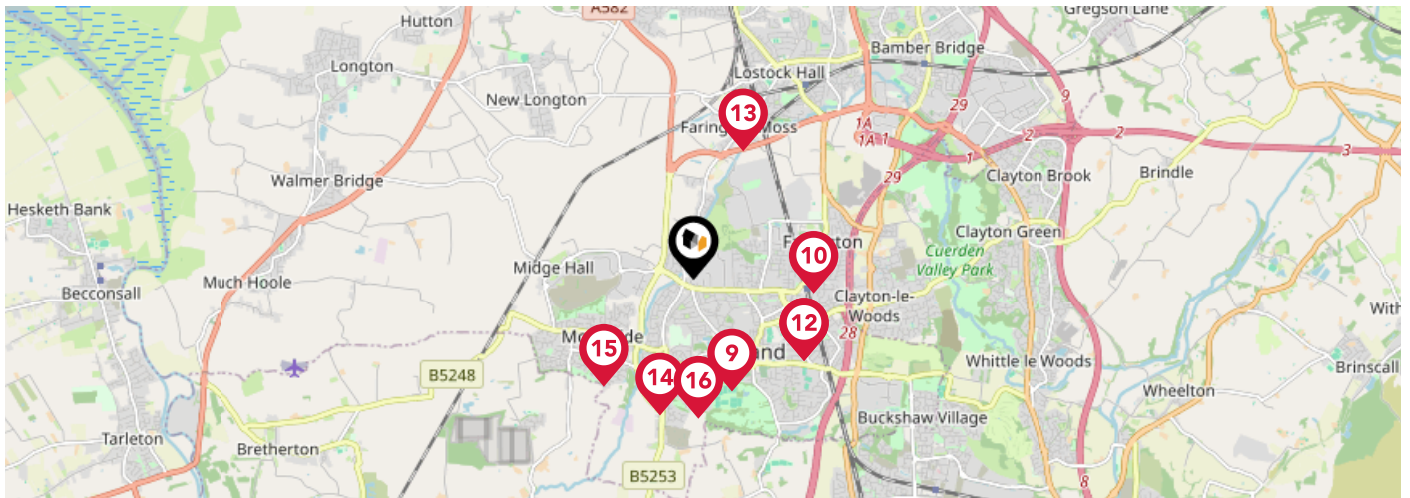 Hutton
A582
Gregson Lane
Bamber Bridge
Longton
Lostock Hall
New Longton
29
9
13
Faring Moss
1A
1A
1
2
2
1
3
29
Clayton Brook
Brindle
Walmer Bridge
Hesketh Bank
Clayton Green
Cuerden
Valley Park
10
Midge Hall
Much Hoole
Becconsall
Clayton-le-
Woods
12
28
15
9
14
16
Whittle le Woods
B5248
Brinscall
Wheelton
Buckshaw Village
Tarleton
Bretherton
B5253
8